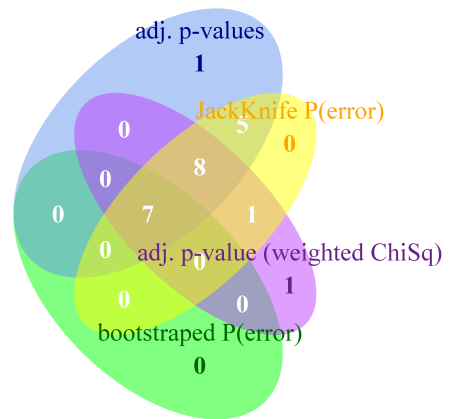 adj. p-values
1
JackKnife P(error)
0 5 0
8
0
0 7 1
adj. p-value (weighted ChiSq)
0 0
1
0 0
bootstraped P(error)
0